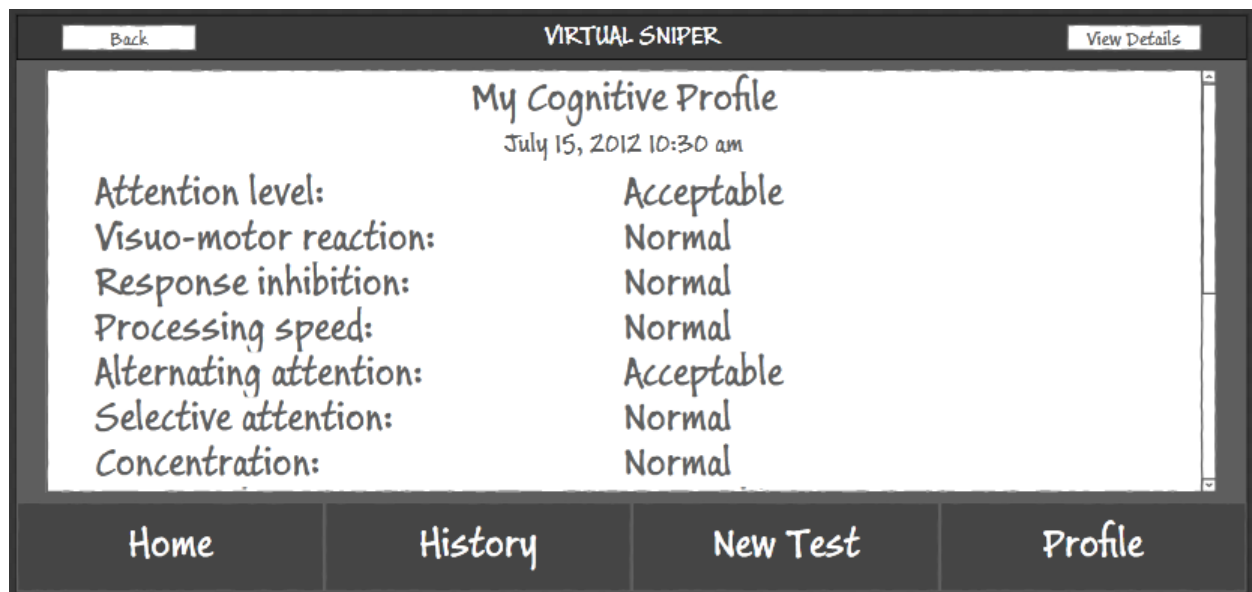 Back VIRTUAL SNIPER View Details
My Cognitive Profile
July 15, 2012 10:30 am
Attention level: Acceptable
Visuo-motor reaction: Normal
Response inhibition: Normal
Processing speed: Normal
Alternating attention: Acceptable
Selective attention: Normal
Concentration: Normal
Home History New Test Profile